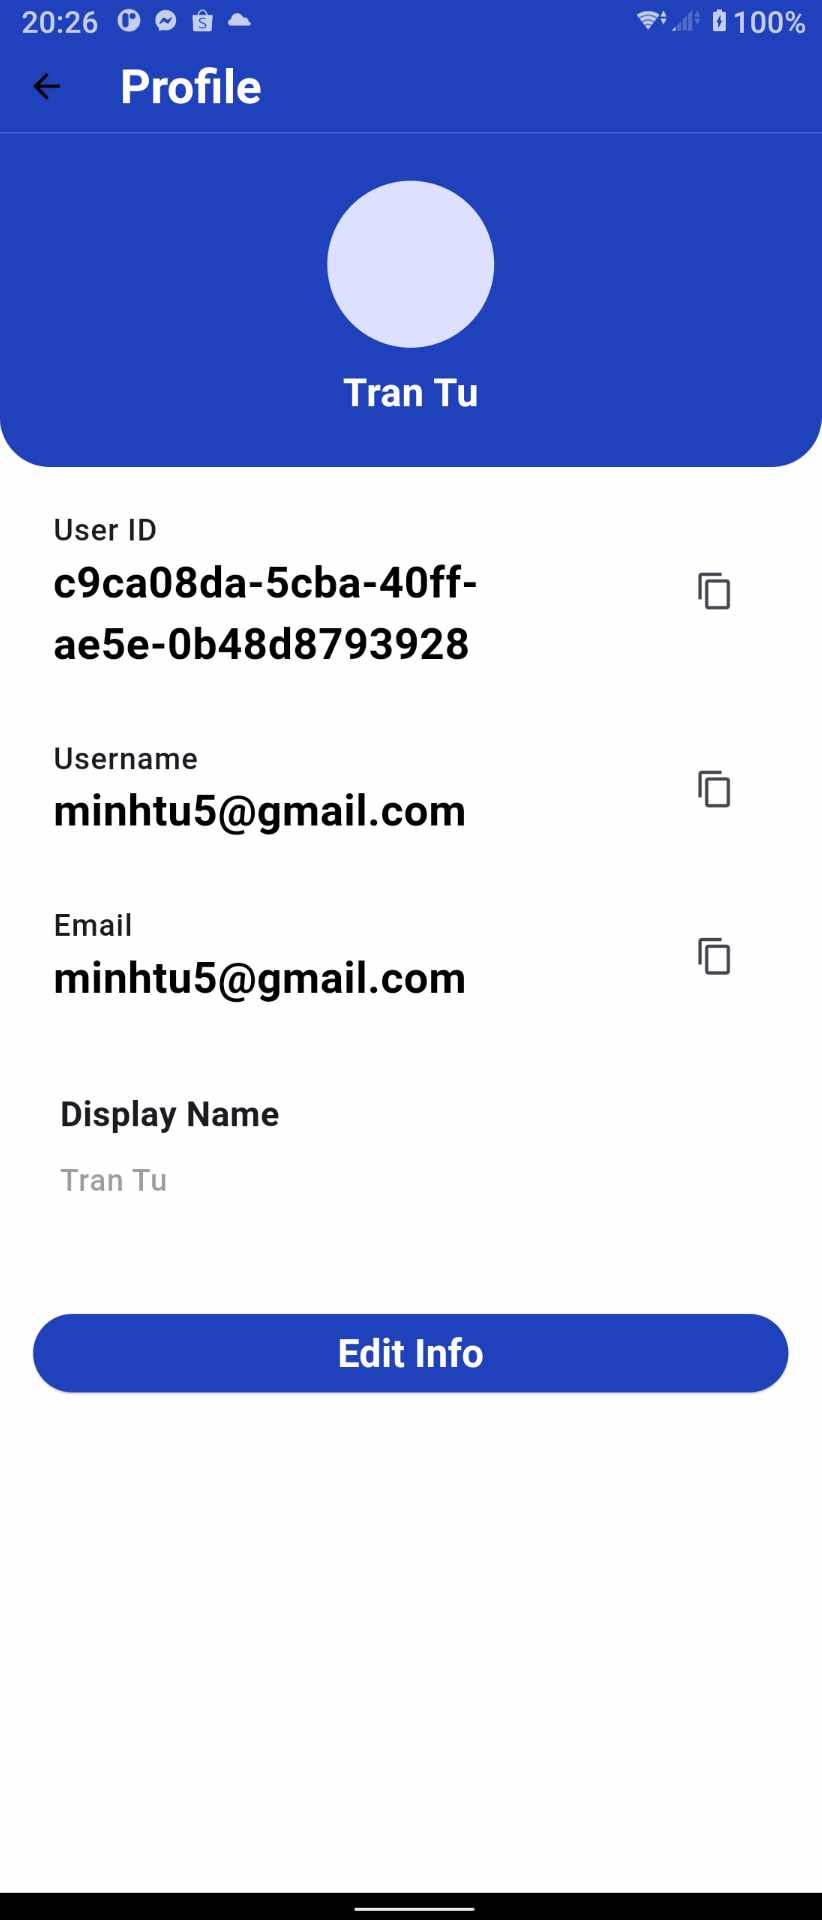 20:26
100%
Profile
Tran Tu
User ID
c9ca08da-5cba-40ff-
ae5e-0b48d8793928
Username
minhtu5@gmail.com
Email
minhtu5@gmail.com
Display Name
Tran Tu
Edit Info